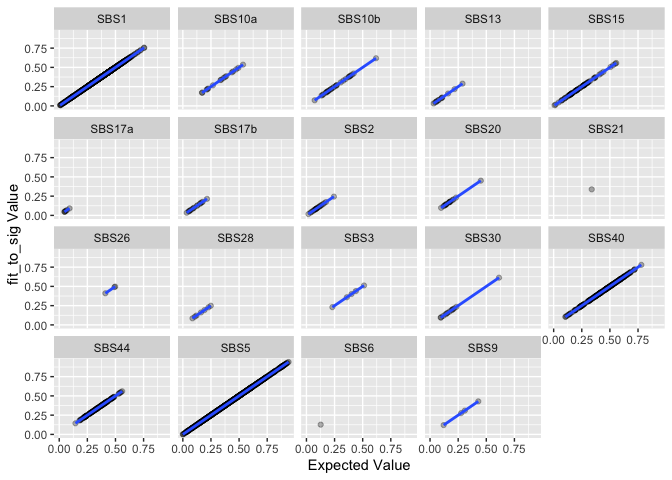 SBS1 SBS10a SBS10b SBS13 SBS15
0.75
0.50
0.25
0.00
SBS17a SBS17b SBS2 SBS20 SBS21
0.75
0.50
0.25
0.00
SBS26 SBS28 SBS3 SBS30 SBS40
0.75
0.50
0.25
0.00
0.00 0.25 0.50 0.75
SBS44 SBS5 SBS6 SBS9
0.75
0.50
0.25
0.00
0.00 0.25 0.50 0.75 0.00 0.25 0.50 0.75 0.00 0.25 0.50 0.75 0.00 0.25 0.50 0.75
Expected Value
fit_to_sig Value